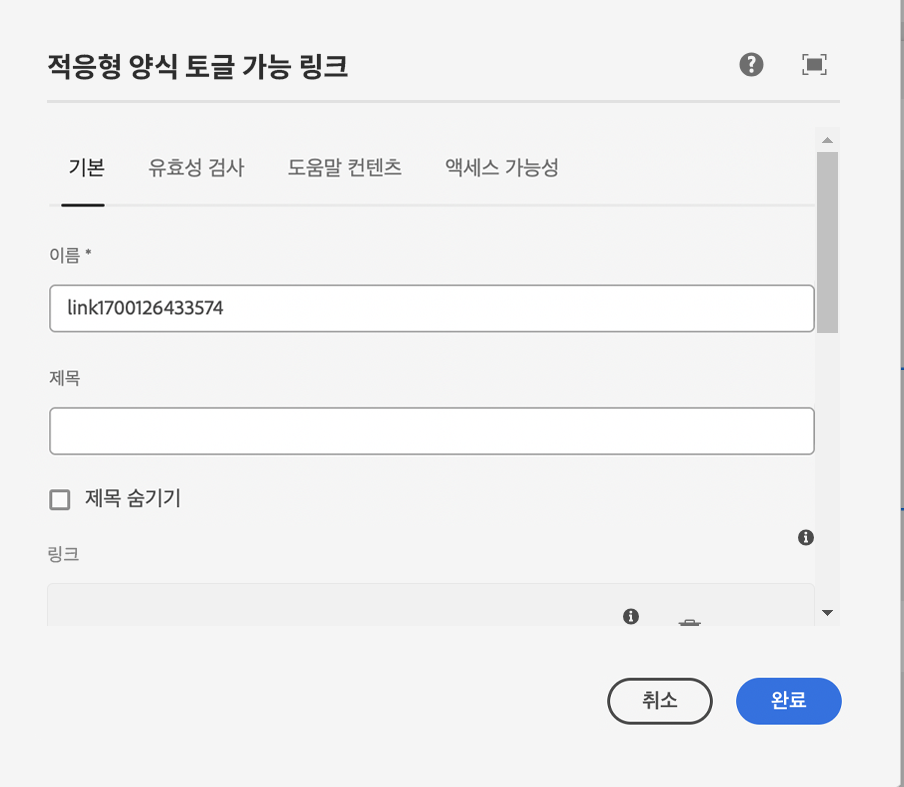 적응형 양식 토글 가능 링크
기본 유효성 검사 도움말 컨텐츠 액세스 가능성
이름 *
link1700126433574
제목
제목 숨기기
링크
취소 완료